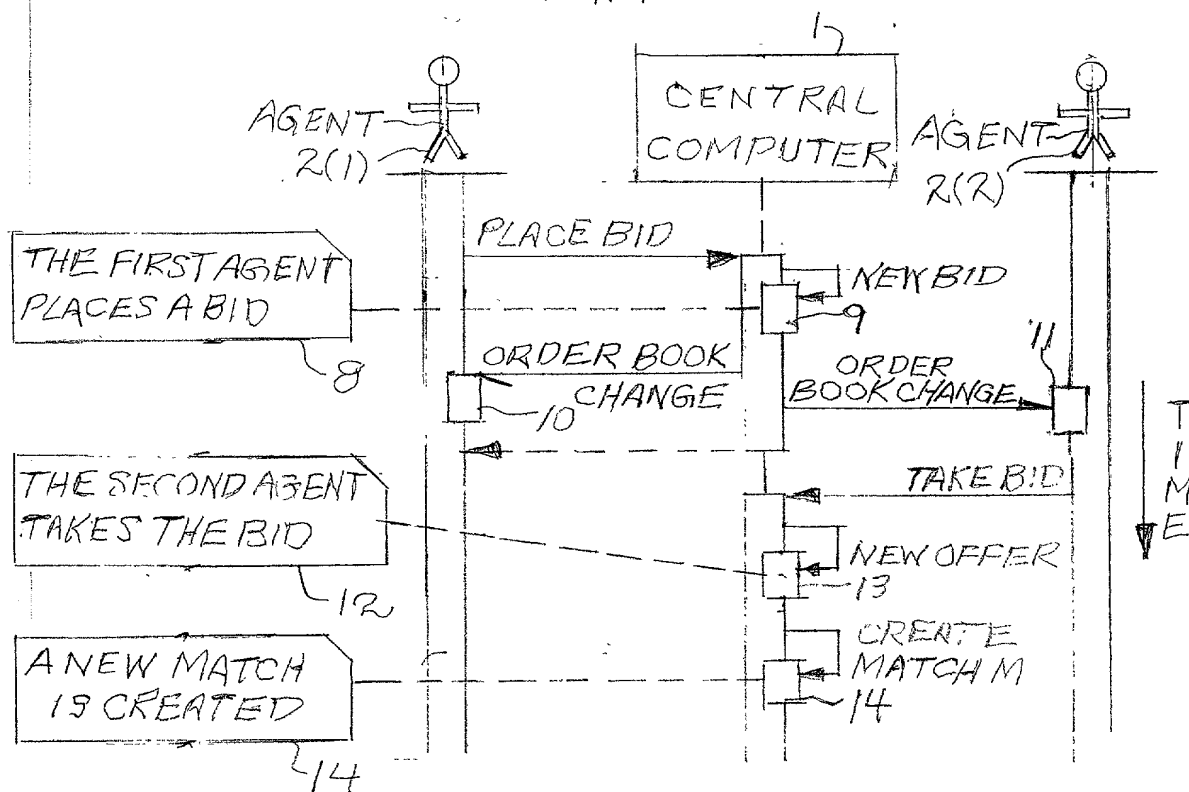 1
CENTRAL
COMPUTER
AGENT
2(1)
AGENT
2(2)
PLACE BID
THE FIRST AGENT
PLACES A BID
8
NEW BID
9
11
ORDER BOOK
CHANGE
10
ORDER
BOOK CHANGE
TIME
THE SECOND AGENT
TAKES THE BID
12
TAKE BID
NEW OFFER
13
CREATE
MATCH M
14
A NEW MATCH
IS CREATED
14